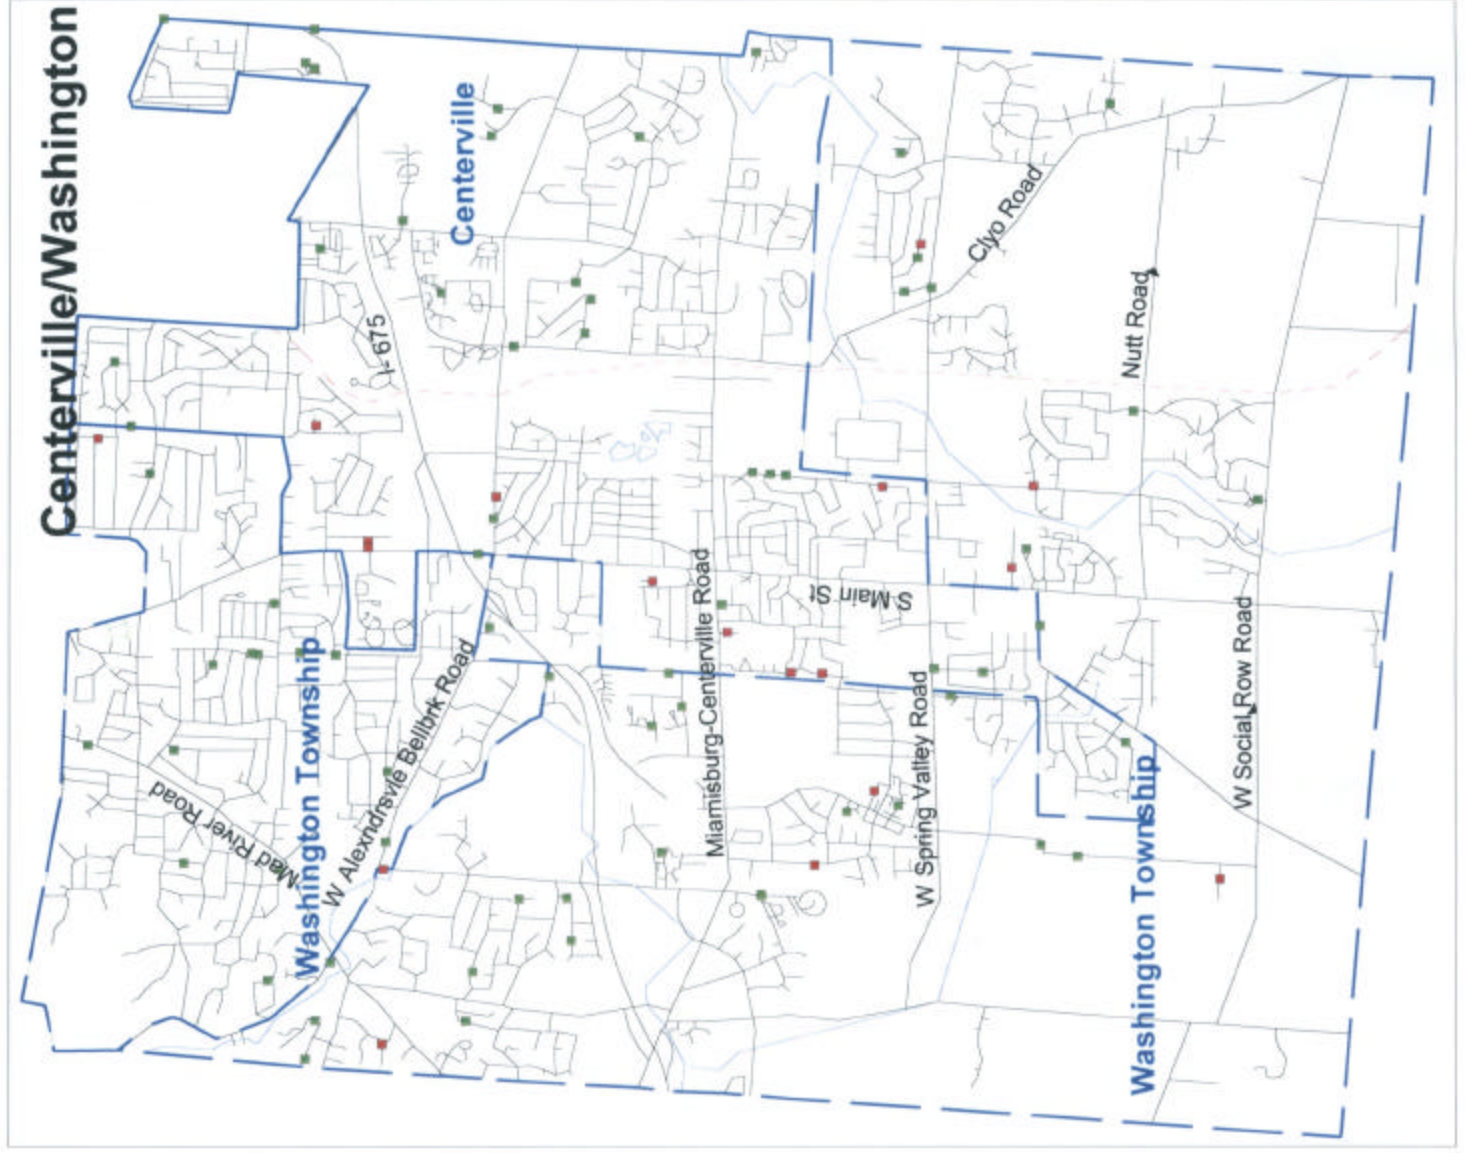 Centerville/Washington
Centerville
I-675
Clyo Road
Nutt Road
S Main St
Miamisburg-Centerville Road
W Spring Valley Road
W Social Row Road
W Alexndrsvle Bellbrk Road
Mad River Road
Washington Township
Washington Township